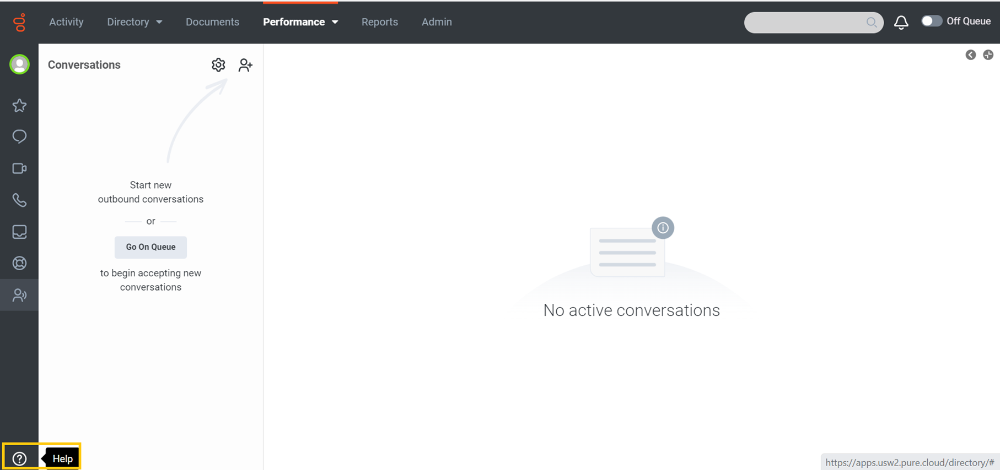 Activity Directory Documents Performance Reports Admin Off Queue
Conversations
Start new
outbound conversations
or
Go On Queue
to begin accepting new
conversations
No active conversations
Help
https://apps.usw2.pure.cloud/directory/#